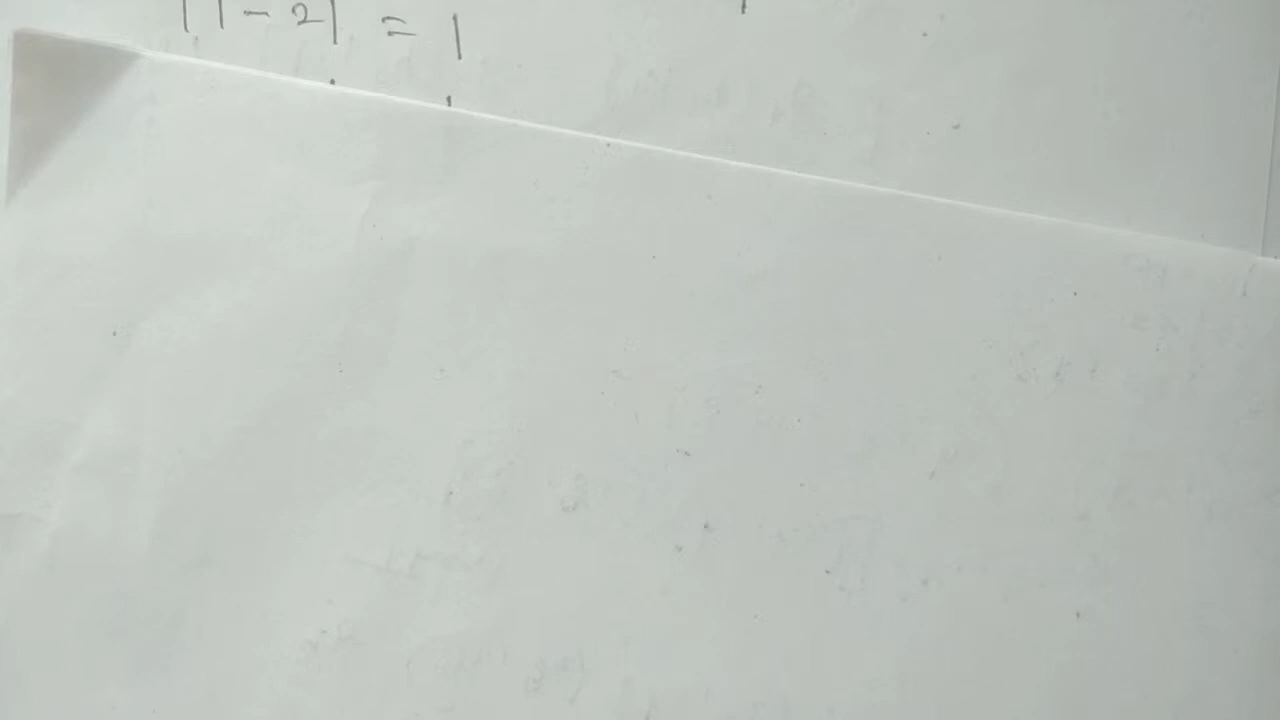 |1 - 2| = 1